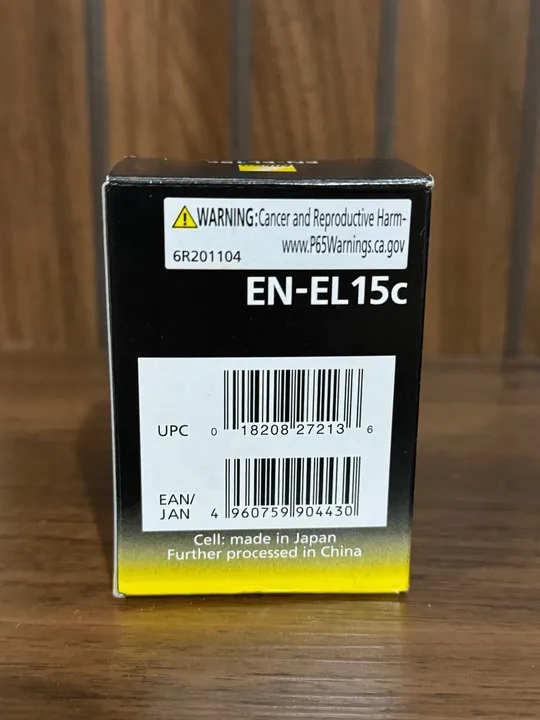 WARNING: Cancer and Reproductive Harm-
www.P65Warnings.ca.gov
6R201104
EN-EL15c
UPC 0 18208 27213 6
EAN/
JAN 4 960759 904430
Cell: made in Japan
Further processed in China